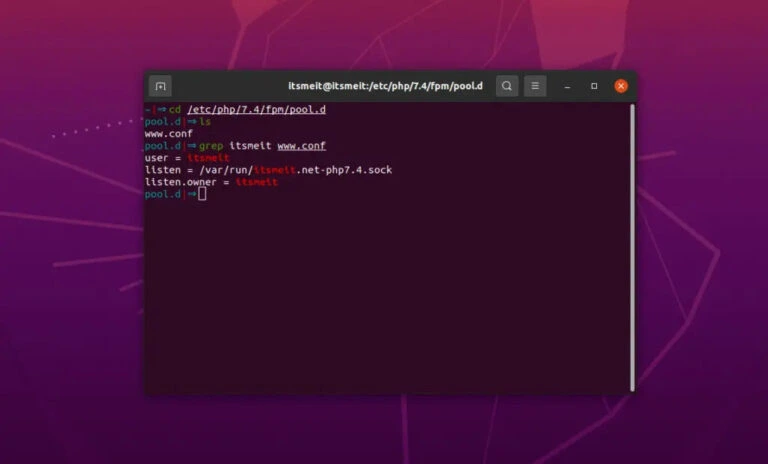 itsmeit@itsmeit:/etc/php/7.4/fpm/pool.d
~|⇒cd /etc/php/7.4/fpm/pool.d
pool.d|⇒ls
www.conf
pool.d|⇒grep itsmeit www.conf
user = itsmeit
listen = /var/run/itsmeit.net-php7.4.sock
listen.owner = itsmeit
pool.d|⇒